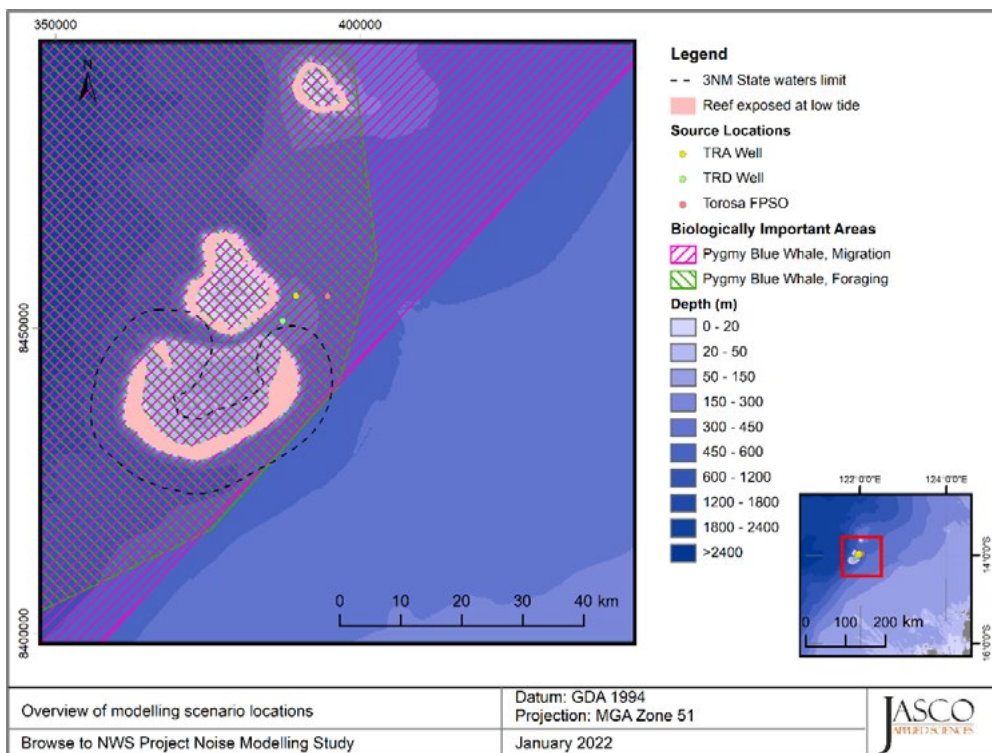 350000
400000
8450000
8400000
N
0 10 20 30 40 km
Legend
3NM State waters limit
Reef exposed at low tide
Source Locations
TRA Well
TRD Well
Torosa FPSO
Biologically Important Areas
Pygmy Blue Whale, Migration
Pygmy Blue Whale, Foraging
Depth (m)
0 - 20
20 - 50
50 - 150
150 - 300
300 - 450
450 - 600
600 - 1200
1200 - 1800
1800 - 2400
>2400
122°0'0"E 124°0'0"E
14°0'0"S
16°0'0"S
0 100 200 km
Overview of modelling scenario locations
Browse to NWS Project Noise Modelling Study
Datum: GDA 1994
Projection: MGA Zone 51
January 2022
JASCO
APPLIED SCIENCES